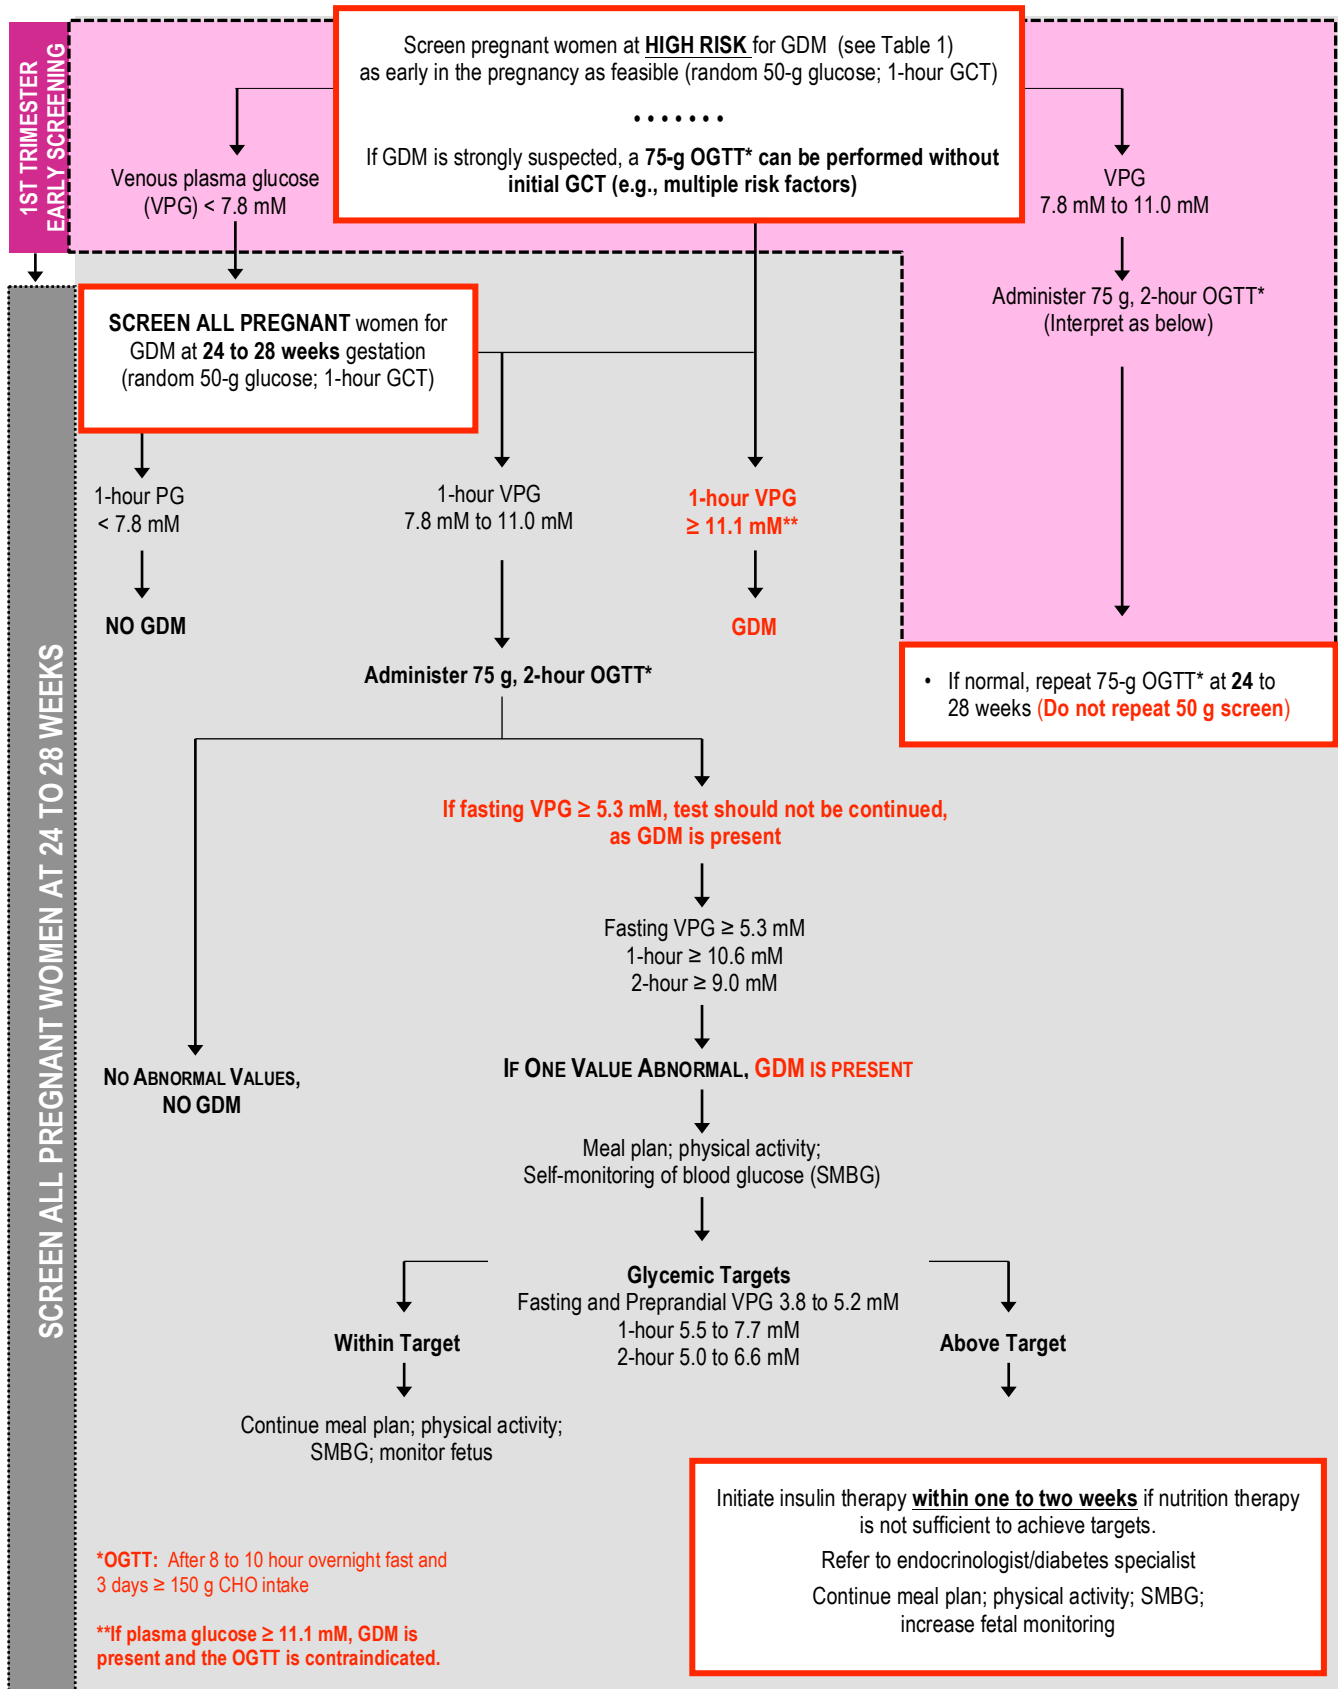 1ST TRIMESTER
EARLY SCREENING
Screen pregnant women at HIGH RISK for GDM (see Table 1)
as early in the pregnancy as feasible (random 50-g glucose; 1-hour GCT)
• • • • • • •
If GDM is strongly suspected, a 75-g OGTT* can be performed without
initial GCT (e.g., multiple risk factors)
Venous plasma glucose
(VPG) < 7.8 mM
VPG
7.8 mM to 11.0 mM
Administer 75 g, 2-hour OGTT*
(Interpret as below)
SCREEN ALL PREGNANT WOMEN AT 24 TO 28 WEEKS
SCREEN ALL PREGNANT women for
GDM at 24 to 28 weeks gestation
(random 50-g glucose; 1-hour GCT)
1-hour PG
< 7.8 mM
1-hour VPG
7.8 mM to 11.0 mM
1-hour VPG
≥ 11.1 mM**
NO GDM
GDM
• If normal, repeat 75-g OGTT* at 24 to
28 weeks (Do not repeat 50 g screen)
Administer 75 g, 2-hour OGTT*
If fasting VPG ≥ 5.3 mM, test should not be continued,
as GDM is present
Fasting VPG ≥ 5.3 mM
1-hour ≥ 10.6 mM
2-hour ≥ 9.0 mM
NO ABNORMAL VALUES,
NO GDM
IF ONE VALUE ABNORMAL, GDM IS PRESENT
Meal plan; physical activity;
Self-monitoring of blood glucose (SMBG)
Glycemic Targets
Fasting and Preprandial VPG 3.8 to 5.2 mM
1-hour 5.5 to 7.7 mM
2-hour 5.0 to 6.6 mM
Within Target
Above Target
Continue meal plan; physical activity;
SMBG; monitor fetus
Initiate insulin therapy within one to two weeks if nutrition therapy
is not sufficient to achieve targets.
Refer to endocrinologist/diabetes specialist
Continue meal plan; physical activity; SMBG;
increase fetal monitoring
*OGTT: After 8 to 10 hour overnight fast and
3 days ≥ 150 g CHO intake
**If plasma glucose ≥ 11.1 mM, GDM is
present and the OGTT is contraindicated.